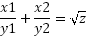 x1/y1 + x2/y2 = √z